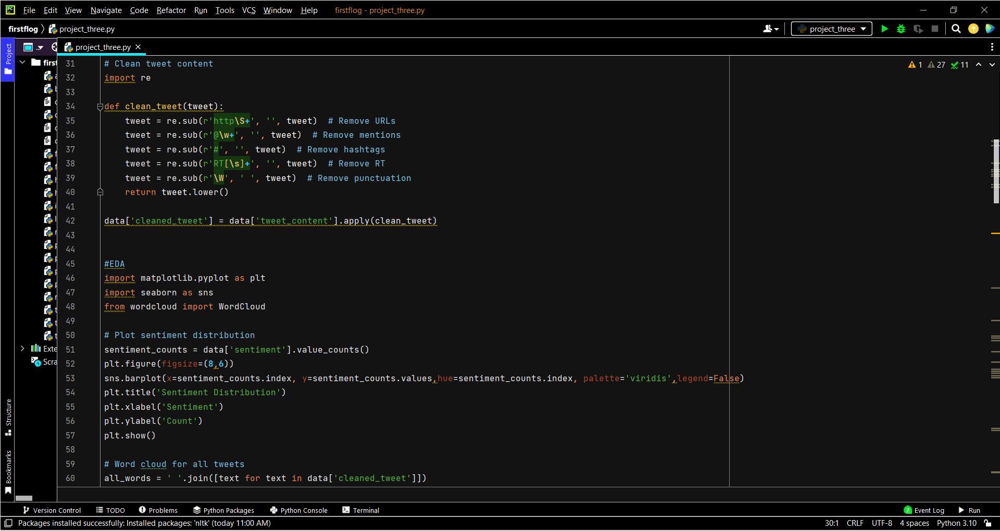 File Edit View Navigate Code Refactor Run Tools VCS Window Help firstflog - project_three.py
firstflog project_three.py project_three
Project
... project_three.py
first
31 # Clean tweet content
1 27 11
32 import re
33
34 def clean_tweet(tweet):
35 tweet = re.sub(r'http\S+', '', tweet) # Remove URLs
36 tweet = re.sub(r'@\w+', '', tweet) # Remove mentions
37 tweet = re.sub(r'#', '', tweet) # Remove hashtags
38 tweet = re.sub(r'RT[\s]+', '', tweet) # Remove RT
39 tweet = re.sub(r'\W', ' ', tweet) # Remove punctuation
40 return tweet.lower()
41
42 data['cleaned_tweet'] = data['tweet_content'].apply(clean_tweet)
43
44
45 #EDA
46 import matplotlib.pyplot as plt
47 import seaborn as sns
48 from wordcloud import WordCloud
49
50 # Plot sentiment distribution
51 sentiment_counts = data['sentiment'].value_counts()
52 plt.figure(figsize=(8,6))
53 sns.barplot(x=sentiment_counts.index, y=sentiment_counts.values,hue=sentiment_counts.index, palette='viridis',legend=False)
54 plt.title('Sentiment Distribution')
55 plt.xlabel('Sentiment')
56 plt.ylabel('Count')
57 plt.show()
58
59 # Word cloud for all tweets
60 all_words = ' '.join([text for text in data['cleaned_tweet']])
Exte
Scra
Structure
Bookmarks
Version Control TODO Problems Python Packages Python Console Terminal 2 Event Log Run
Packages installed successfully: Installed packages: 'nltk' (today 11:00 AM) 30:1 CRLF UTF-8 4 spaces Python 3.10